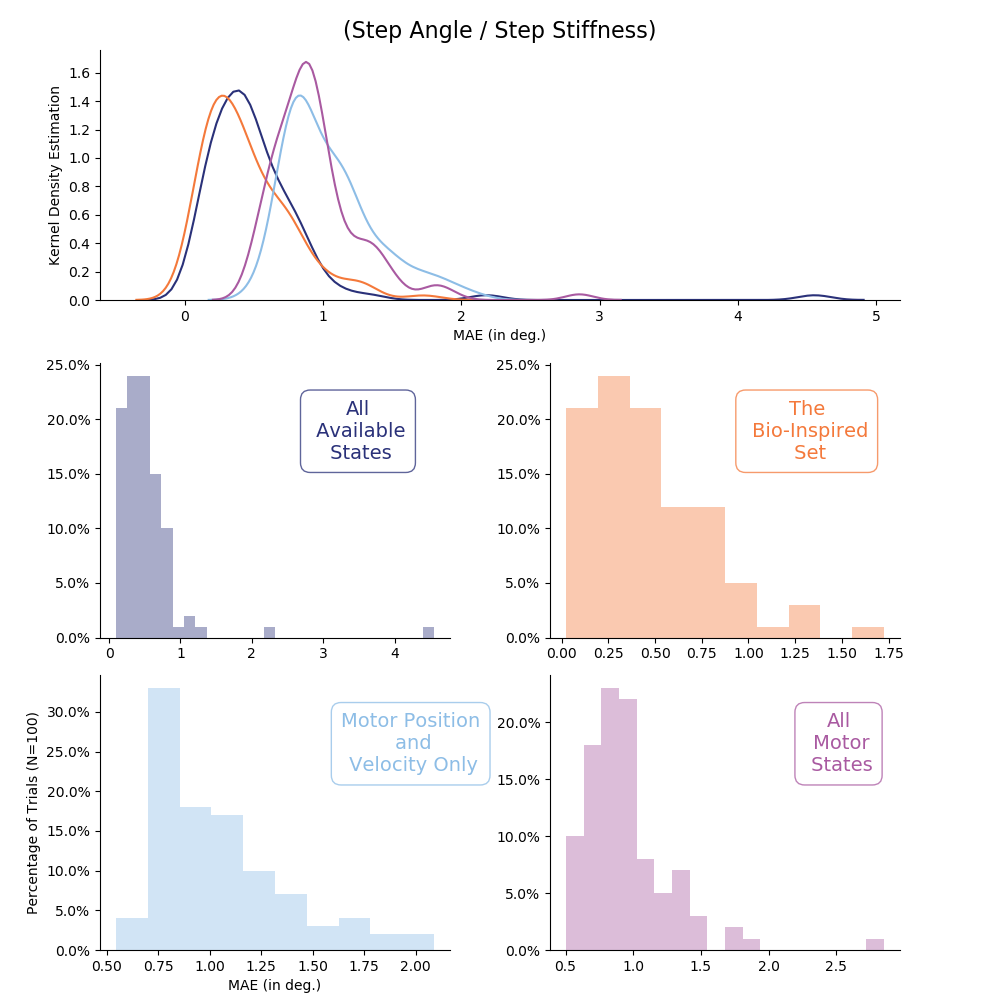 (Step Angle / Step Stiffness)
Kernel Density Estimation
1.6
1.4
1.2
1.0
0.8
0.6
0.4
0.2
0.0
0 1 2 3 4 5
MAE (in deg.)
25.0%
20.0%
15.0%
10.0%
5.0%
0.0%
All
Available
States
0 1 2 3 4
25.0%
20.0%
15.0%
10.0%
5.0%
0.0%
The
Bio-Inspired
Set
0.00 0.25 0.50 0.75 1.00 1.25 1.50 1.75
Percentage of Trials (N=100)
30.0%
25.0%
20.0%
15.0%
10.0%
5.0%
0.0%
Motor Position
and
Velocity Only
0.50 0.75 1.00 1.25 1.50 1.75 2.00
MAE (in deg.)
20.0%
15.0%
10.0%
5.0%
0.0%
All
Motor
States
0.5 1.0 1.5 2.0 2.5